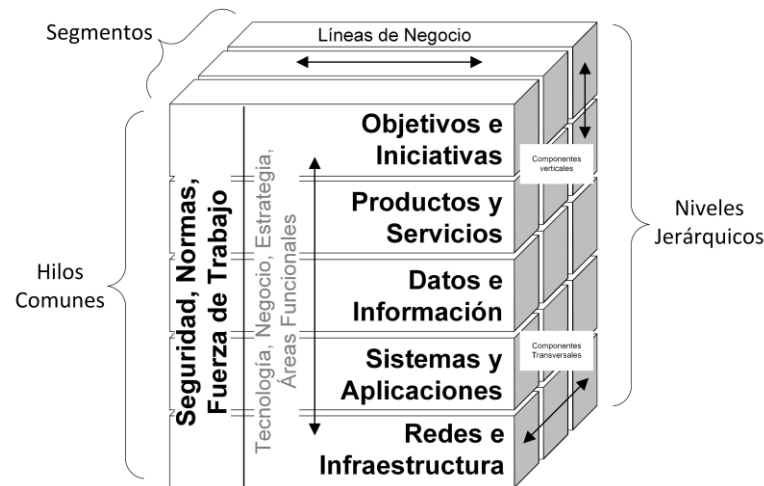 Segmentos
Líneas de Negocio
Objetivos e
Iniciativas
Componentes
verticales
Productos y
Servicios
Niveles
Jerárquicos
Hilos
Comunes
Seguridad, Normas,
Fuerza de Trabajo
Tecnología, Negocio, Estrategia,
Áreas Funcionales
Datos e
Información
Sistemas y
Aplicaciones
Componentes
Transversales
Redes e
Infraestructura